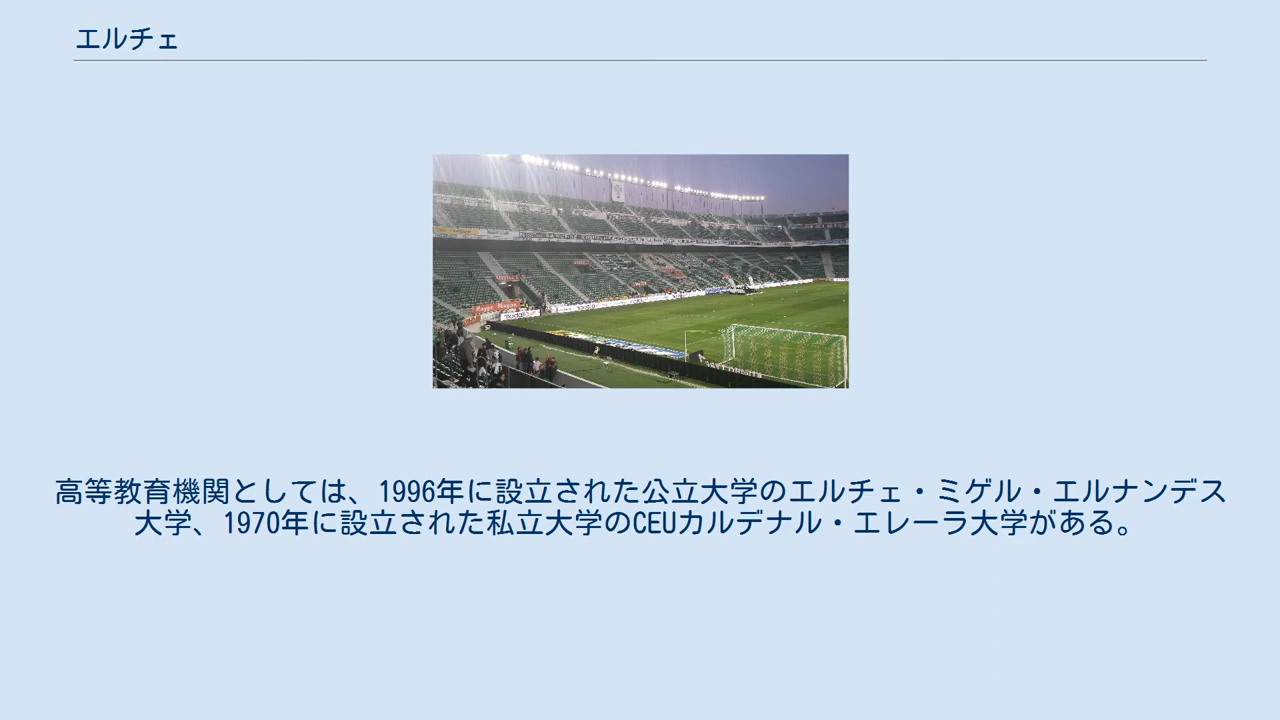 エルチェ
高等教育機関としては、1996年に設立された公立大学のエルチェ・ミゲル・エルナンデス
大学、1970年に設立された私立大学のCEUカルデナル・エレーラ大学がある。